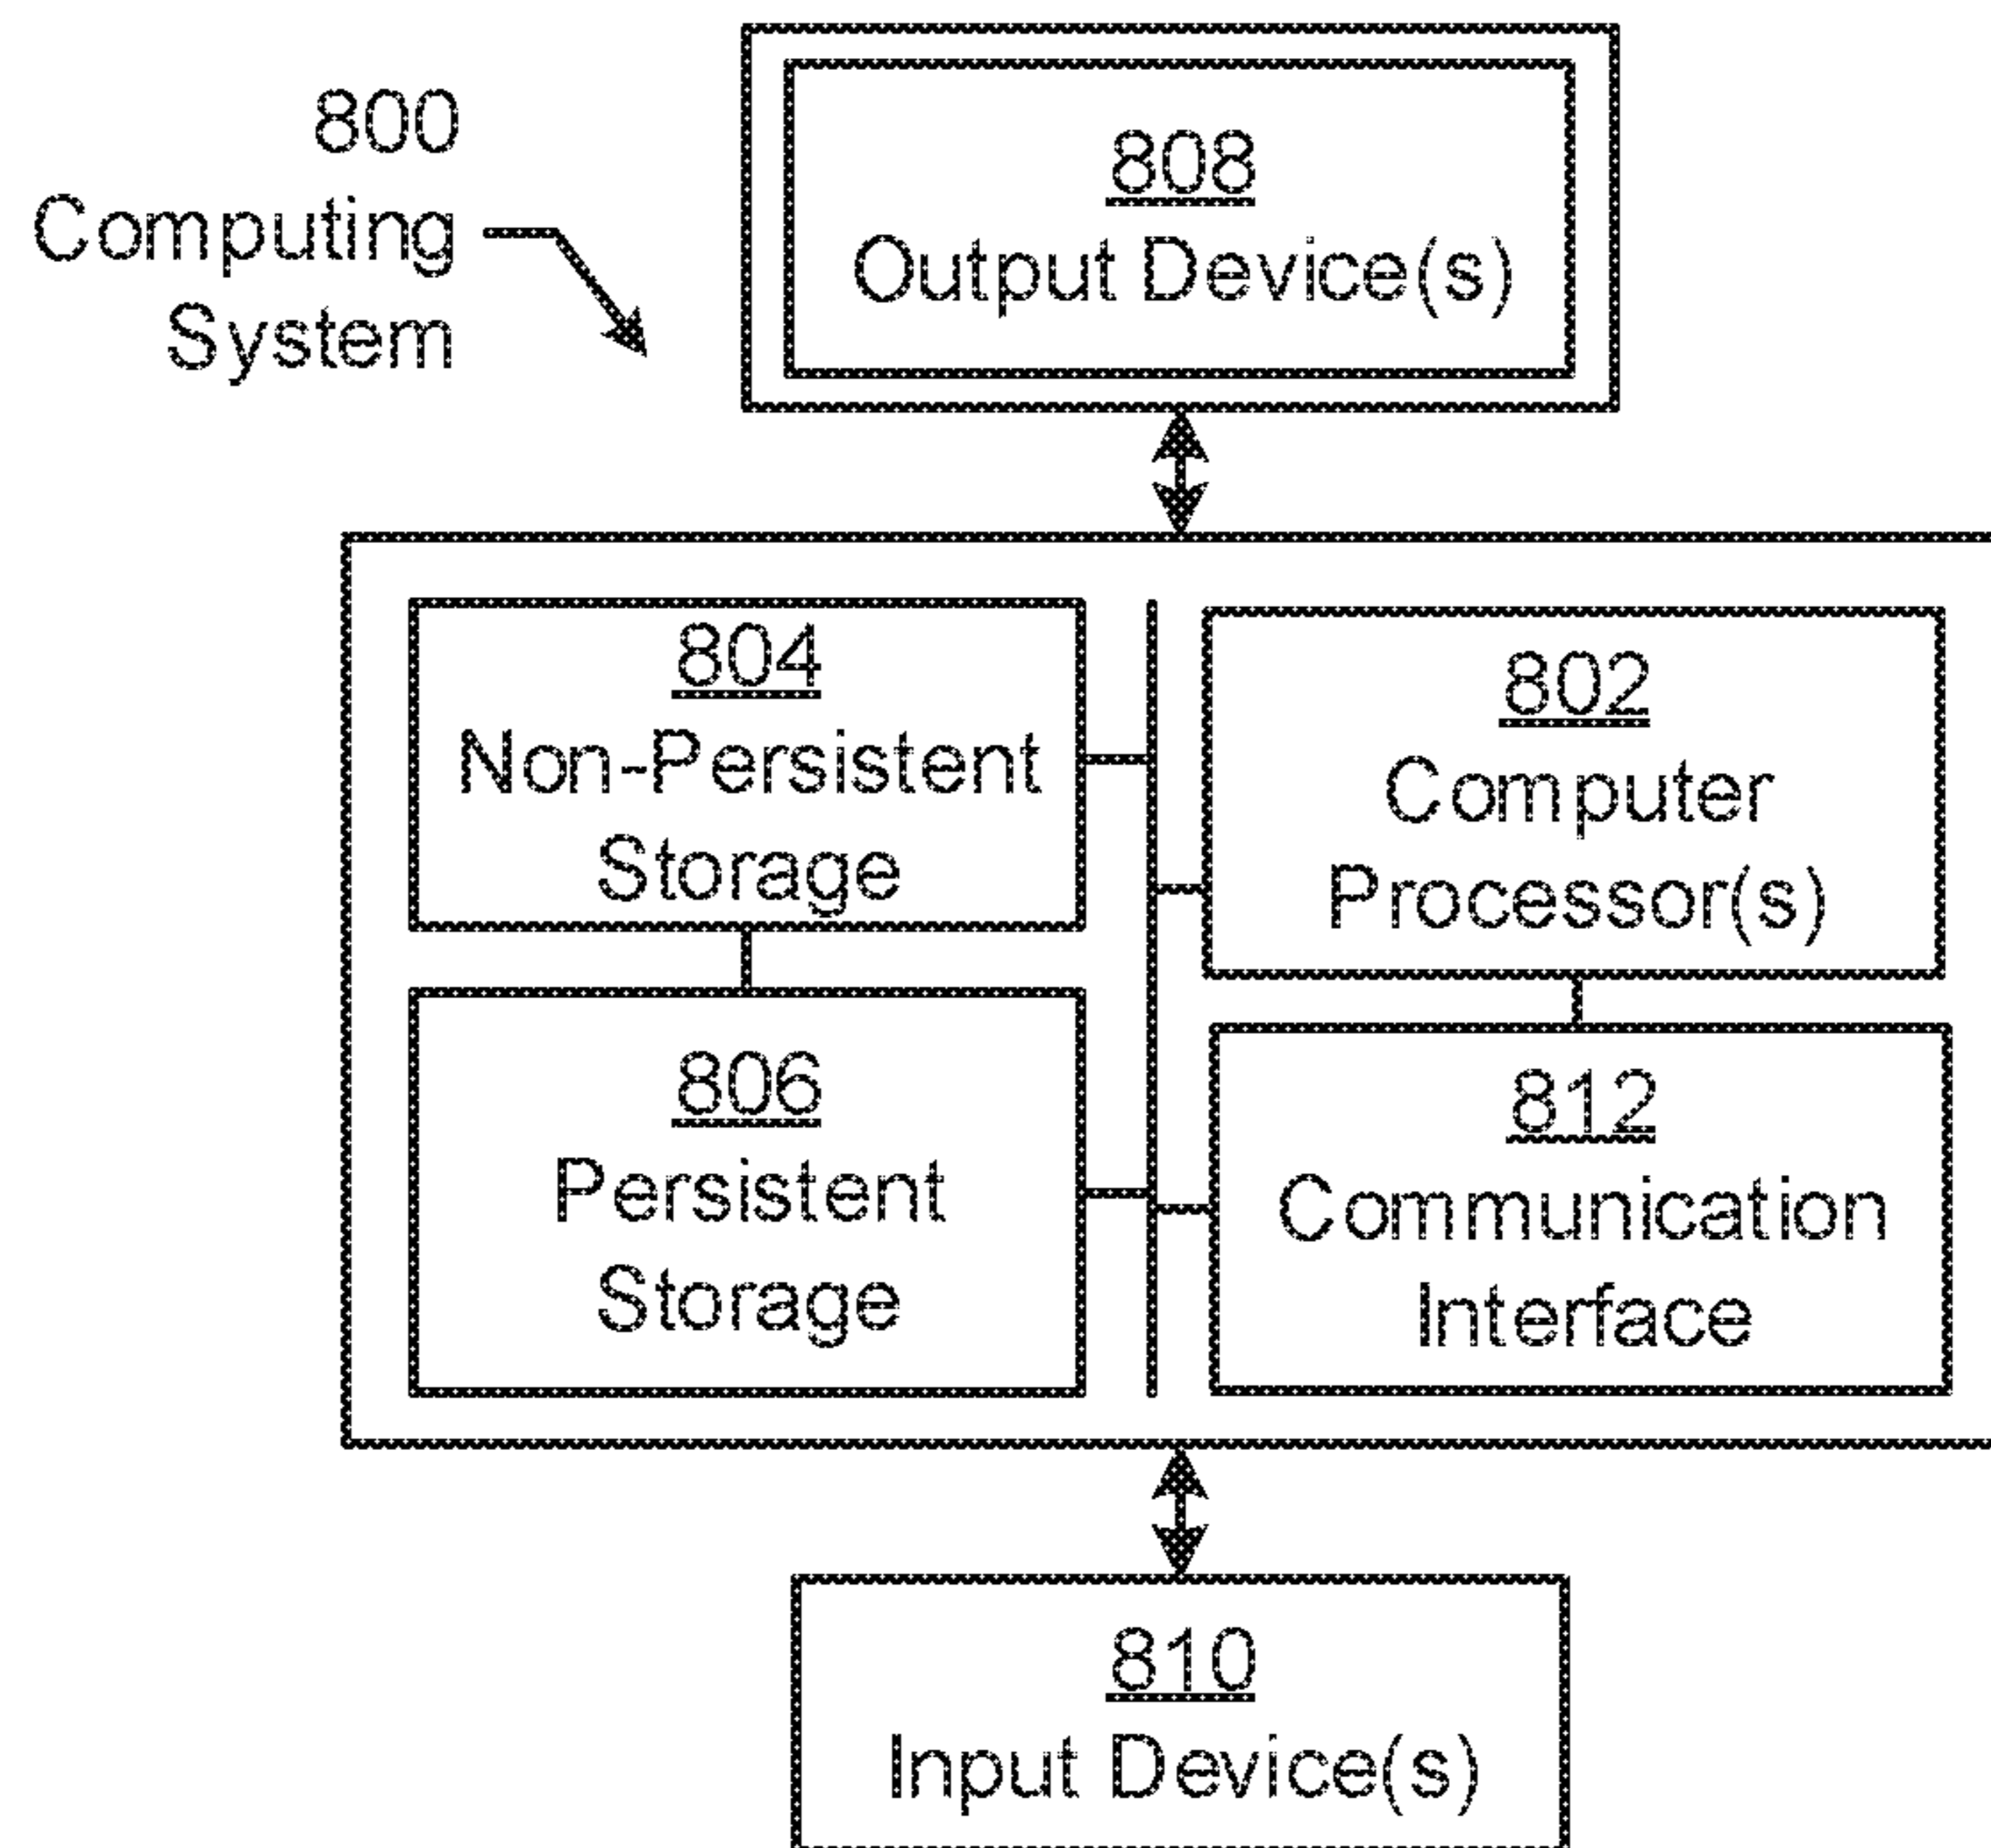 800
Computing
System
808
Output Device(s)
804
Non-Persistent
Storage
802
Computer
Processor(s)
806
Persistent
Storage
812
Communication
Interface
810
Input Device(s)